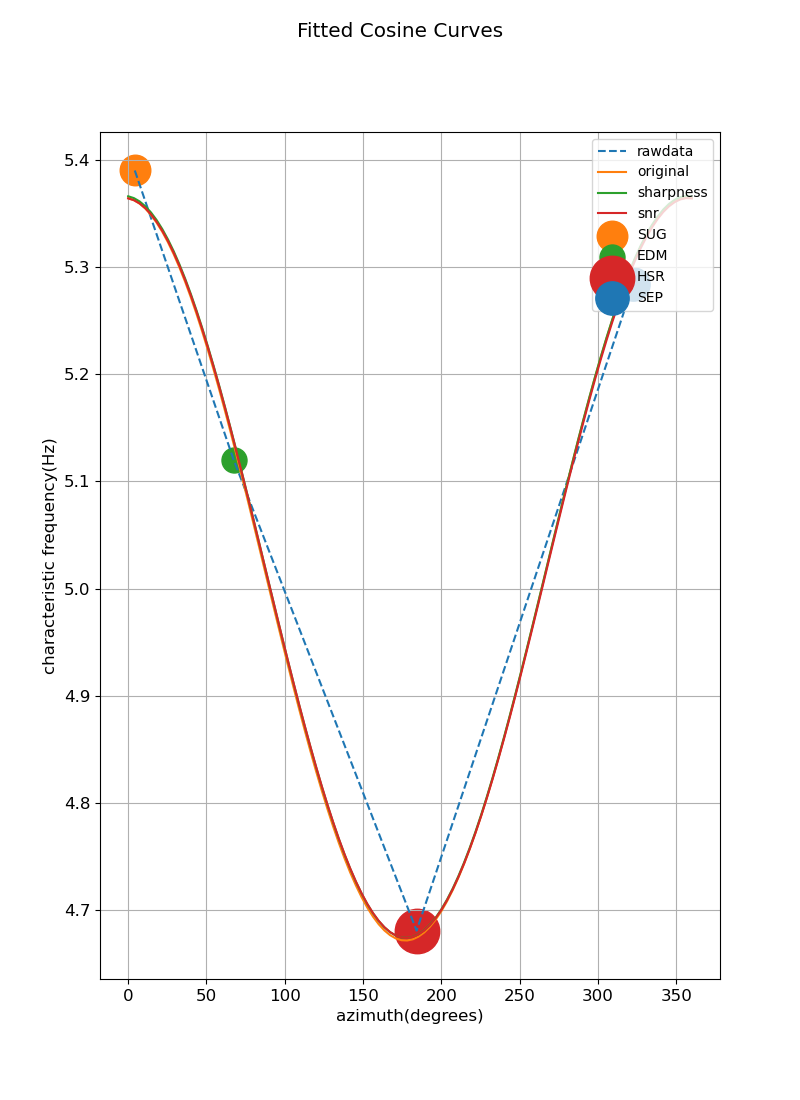 Fitted Cosine Curves
5.4
5.3
5.2
5.1
5.0
4.9
4.8
4.7
characteristic frequency(Hz)
rawdata
original
sharpness
snr
SUG
EDM
HSR
SEP
0 50 100 150 200 250 300 350
azimuth(degrees)